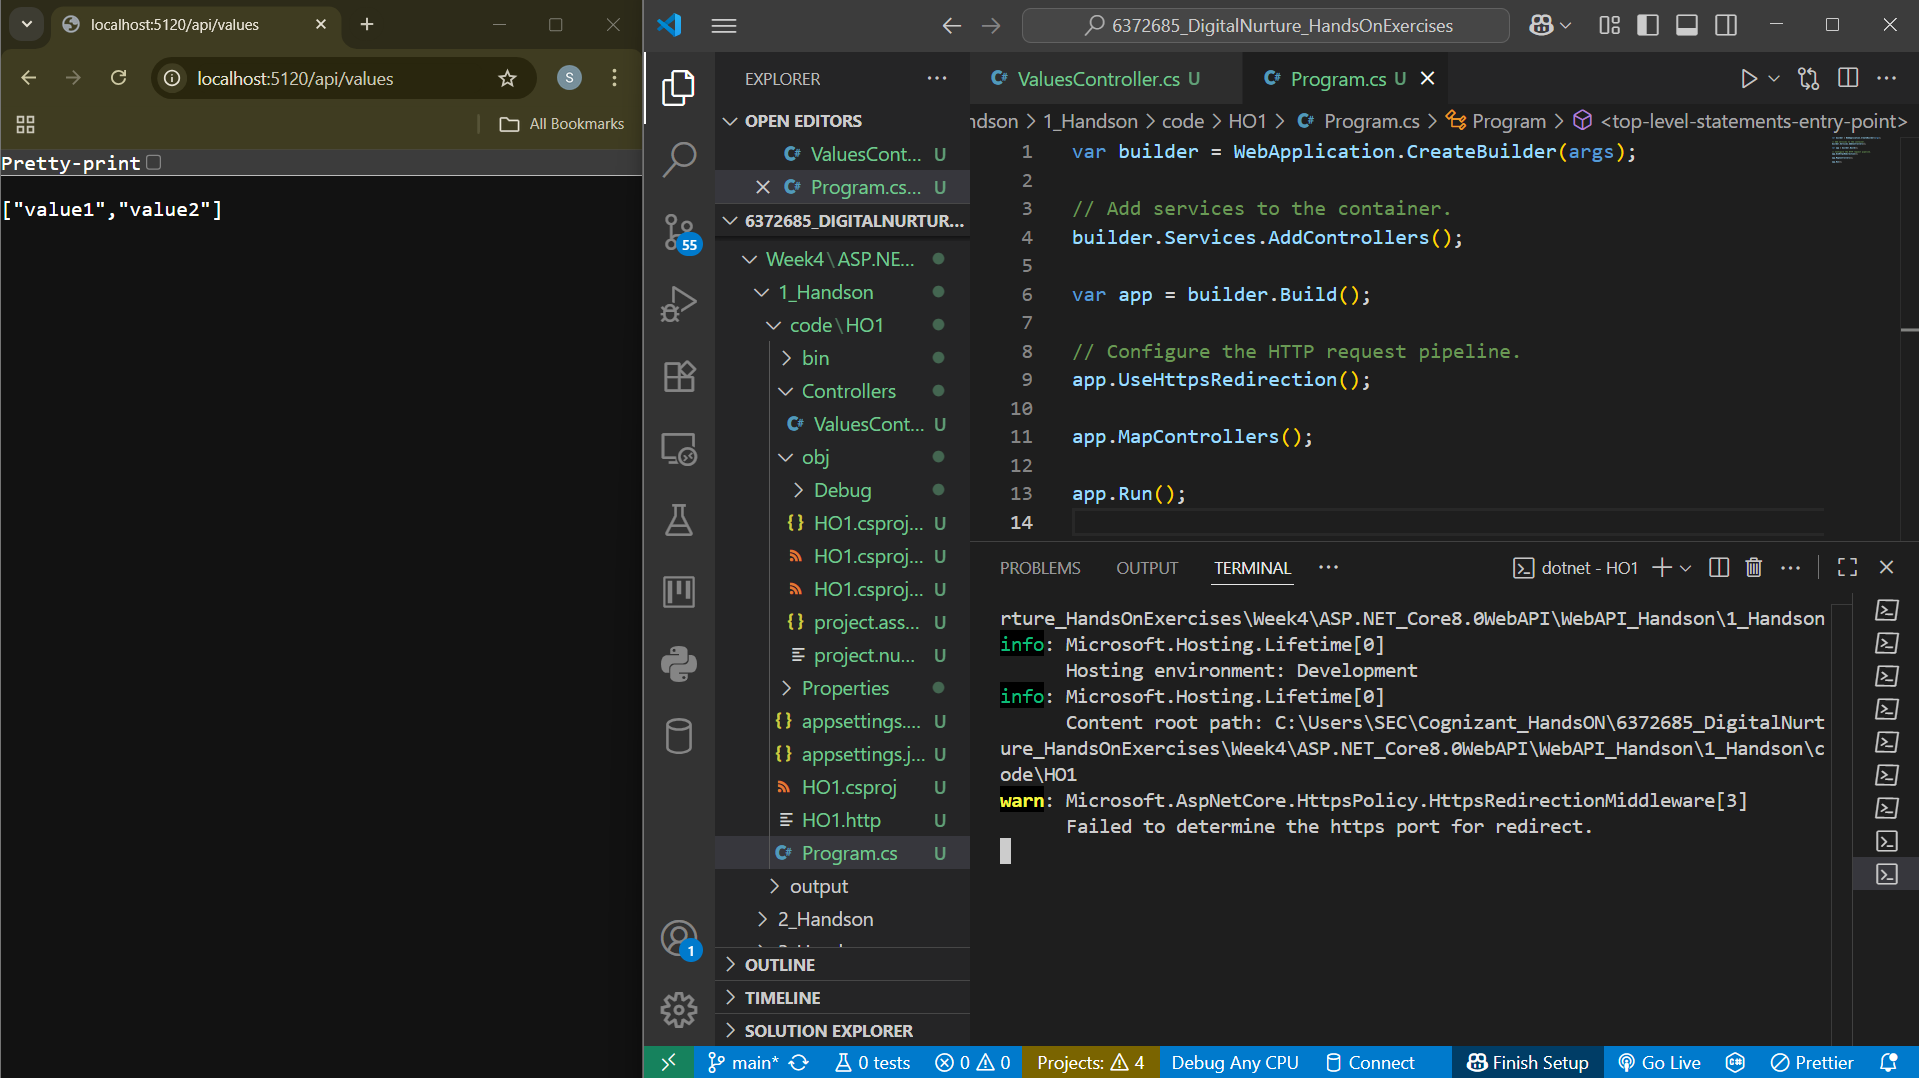 localhost:5120/api/values
localhost:5120/api/values
S
All Bookmarks
Pretty-print
["value1","value2"]
6372685_DigitalNurture_HandsOnExercises
EXPLORER
OPEN EDITORS
ValuesCont... U
Program.cs... U
6372685_DIGITALNURTUR...
Week4\ASP.NE...
1_Handson
code\HO1
bin
Controllers
ValuesCont... U
obj
Debug
HO1.csproj... U
HO1.csproj... U
HO1.csproj... U
project.ass... U
project.nu... U
Properties
appsettings.... U
appsettings.j... U
HO1.csproj U
HO1.http U
Program.cs U
output
2_Handson
OUTLINE
TIMELINE
SOLUTION EXPLORER
55
1
ValuesController.cs U
Program.cs U
ndson > 1_Handson > code > HO1 > Program.cs > Program > <top-level-statements-entry-point>
1 var builder = WebApplication.CreateBuilder(args);
2
3 // Add services to the container.
4 builder.Services.AddControllers();
5
6 var app = builder.Build();
7
8 // Configure the HTTP request pipeline.
9 app.UseHttpsRedirection();
10
11 app.MapControllers();
12
13 app.Run();
14
PROBLEMS OUTPUT TERMINAL
dotnet - HO1
rture_HandsOnExercises\Week4\ASP.NET_Core8.0WebAPI\WebAPI_Handson\1_Handson
info: Microsoft.Hosting.Lifetime[0]
Hosting environment: Development
info: Microsoft.Hosting.Lifetime[0]
Content root path: C:\Users\SEC\Cognizant_HandsON\6372685_DigitalNurt
ure_HandsOnExercises\Week4\ASP.NET_Core8.0WebAPI\WebAPI_Handson\1_Handson\c
ode\HO1
warn: Microsoft.AspNetCore.HttpsPolicy.HttpsRedirectionMiddleware[3]
Failed to determine the https port for redirect.
main* 0 tests 0 0 Projects: 4 Debug Any CPU Connect Finish Setup Go Live Prettier